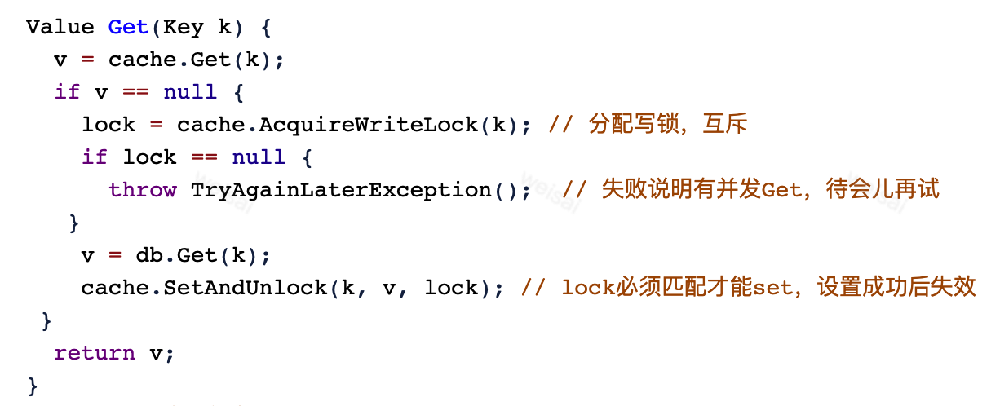 Value Get(Key k) {
  v = cache.Get(k);
  if v == null {
    lock = cache.AcquireWriteLock(k); // 分配写锁，互斥
    if lock == null {
      throw TryAgainLaterException();  // 失败说明有并发Get，待会儿再试
    }
    v = db.Get(k);
    cache.SetAndUnlock(k, v, lock); // lock必须匹配才能set，设置成功后失效
  }
  return v;
}
weisai
weisai
weisai